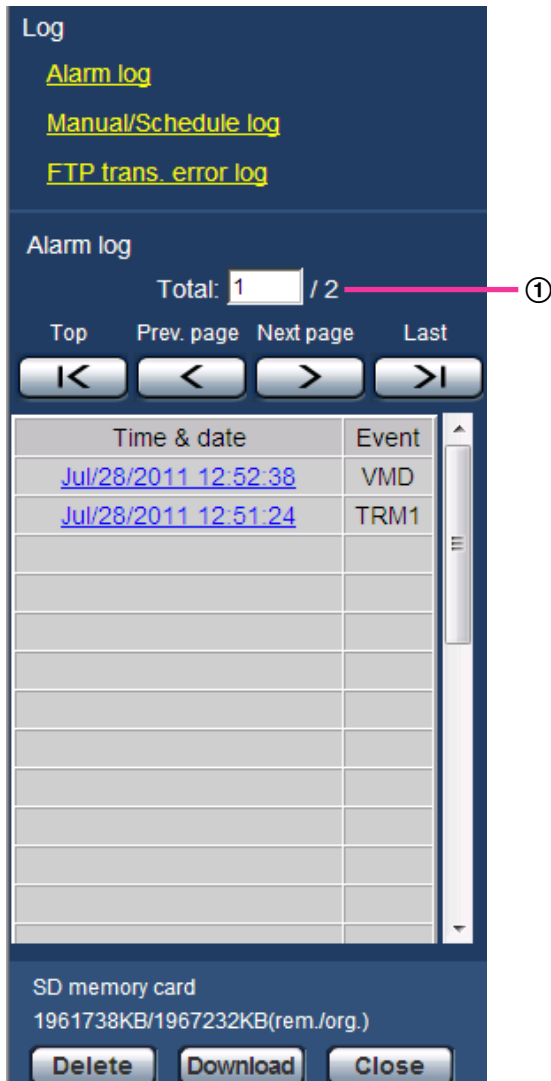 Log
Alarm log
Manual/Schedule log
FTP trans. error log
Alarm log
Total: 1 / 2
①
Top Prev. page Next page Last
Time & date Event
Jul/28/2011 12:52:38 VMD
Jul/28/2011 12:51:24 TRM1
SD memory card
1961738KB/1967232KB(rem./org.)
Delete Download Close